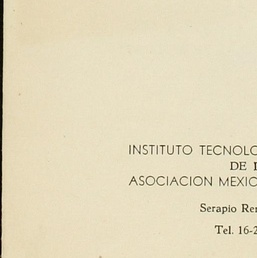 INSTITUTO TECNOLO
DE I
ASOCIACION MEXIC
Serapio Ren
Tel. 16-2